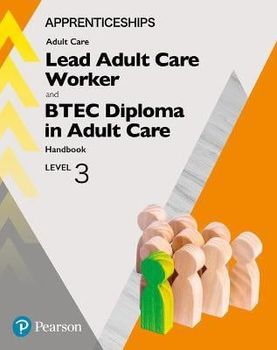 APPRENTICESHIPS
Adult Care
Lead Adult Care
Worker
and
BTEC Diploma
in Adult Care
Handbook
LEVEL 3
Pearson